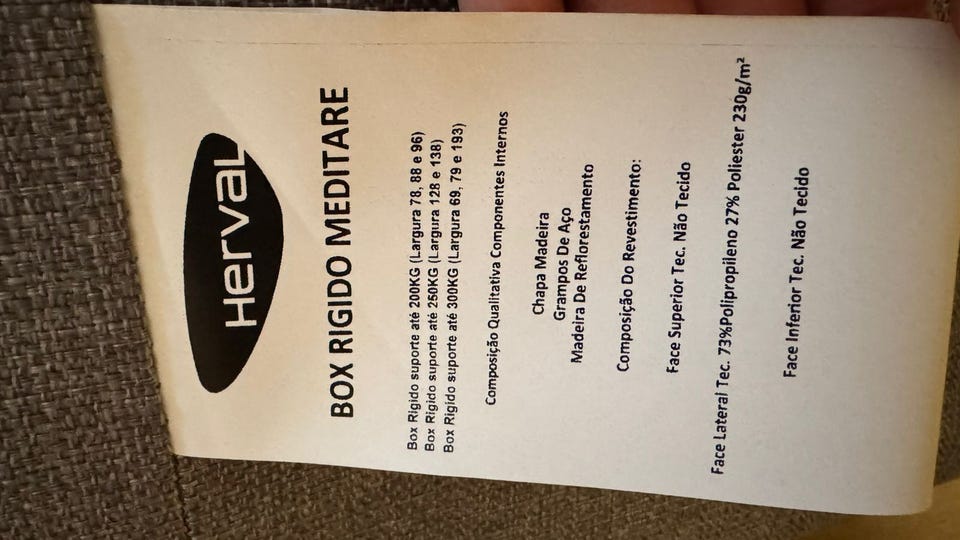 Herval
BOX RIGIDO MEDITARE
Box Rigido suporte até 200KG (Largura 78, 88 e 96)
Box Rigido suporte até 250KG (Largura 128 e 138)
Box Rigido suporte até 300KG (Largura 69, 79 e 193)
Composição Qualitativa Componentes Internos
Chapa Madeira
Grampos De Aço
Madeira De Reflorestamento
Composição Do Revestimento:
Face Superior Tec. Não Tecido
Face Lateral Tec. 73%Polipropileno 27% Poliester 230g/m²
Face Inferior Tec. Não Tecido